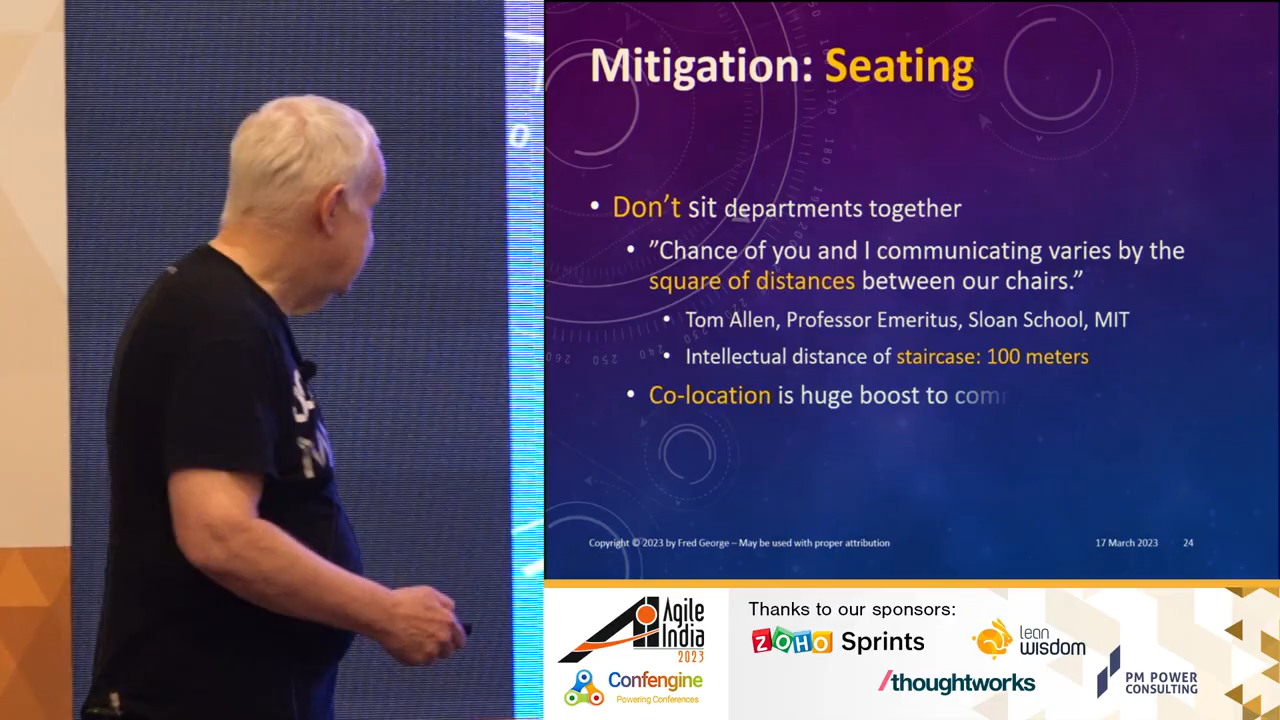 Mitigation: Seating
• Don't sit departments together
• ”Chance of you and I communicating varies by the
square of distances between our chairs.”
• Tom Allen, Professor Emeritus, Sloan School, MIT
• Intellectual distance of staircase: 100 meters
• Co-location is huge boost to com
Copyright © 2023 by Fred George – May be used with proper attribution
17 March 2023
24
Agile
India
2023
Confengine
Powering Conferences
Thanks to our sponsors:
ZOHO Sprints
lean
wisdom
/thoughtworks
PM POWER
CONSULTING